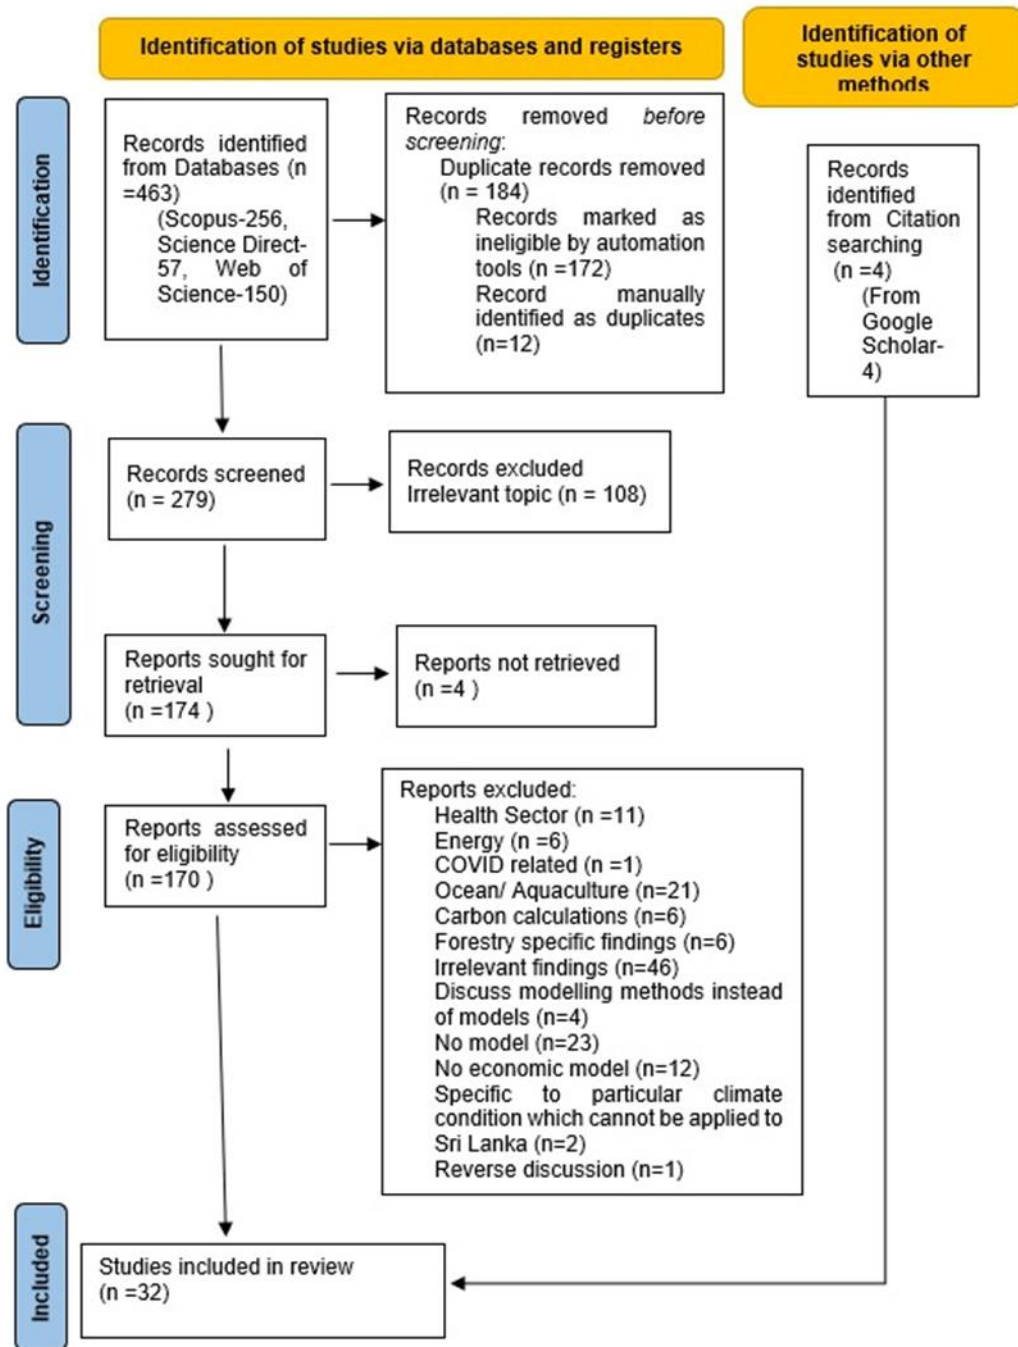 Identification of studies via databases and registers
Identification of
studies via other
methods
Identification
Records identified
from Databases (n
=463)
(Scopus-256,
Science Direct-
57, Web of
Science-150)
Records removed before
screening:
Duplicate records removed
(n = 184)
Records marked as
ineligible by automation
tools (n =172)
Record manually
identified as duplicates
(n=12)
Records
identified
from Citation
searching
(n =4)
(From
Google
Scholar-
4)
Screening
Records screened
(n = 279)
Records excluded
Irrelevant topic (n = 108)
Reports sought for
retrieval
(n =174 )
Reports not retrieved
(n =4 )
Eligibility
Reports assessed
for eligibility
(n =170 )
Reports excluded:
Health Sector (n =11)
Energy (n =6)
COVID related (n =1)
Ocean/ Aquaculture (n=21)
Carbon calculations (n=6)
Forestry specific findings (n=6)
Irrelevant findings (n=46)
Discuss modelling methods instead
of models (n=4)
No model (n=23)
No economic model (n=12)
Specific to particular climate
condition which cannot be applied to
Sri Lanka (n=2)
Reverse discussion (n=1)
Included
Studies included in review
(n =32)